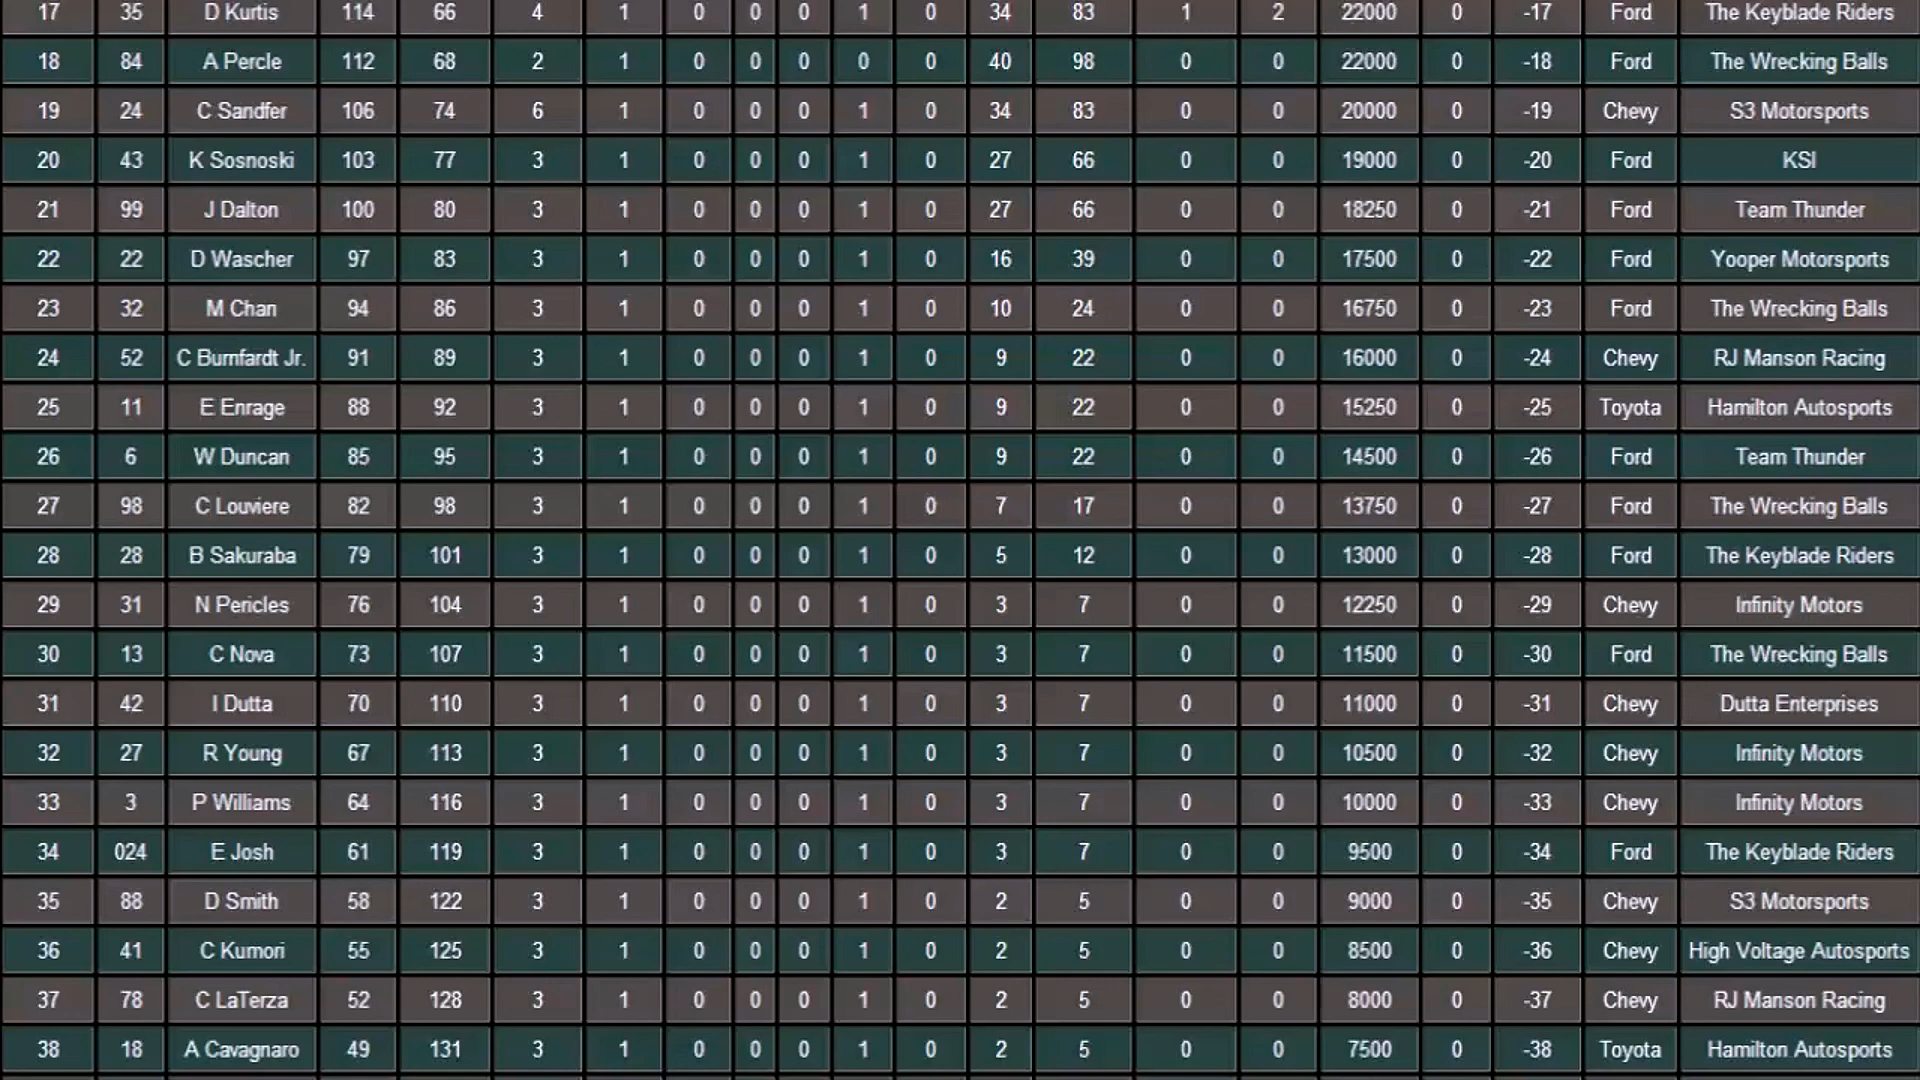 17 35 D Kurtis 114 66 4 1 0 0 0 1 0 34 83 1 2 22000 0 -17 Ford The Keyblade Riders
18 84 A Percle 112 68 2 1 0 0 0 0 0 40 98 0 0 22000 0 -18 Ford The Wrecking Balls
19 24 C Sandfer 106 74 6 1 0 0 0 1 0 34 83 0 0 20000 0 -19 Chevy S3 Motorsports
20 43 K Sosnoski 103 77 3 1 0 0 0 1 0 27 66 0 0 19000 0 -20 Ford KSI
21 99 J Dalton 100 80 3 1 0 0 0 1 0 27 66 0 0 18250 0 -21 Ford Team Thunder
22 22 D Wascher 97 83 3 1 0 0 0 1 0 16 39 0 0 17500 0 -22 Ford Yooper Motorsports
23 32 M Chan 94 86 3 1 0 0 0 1 0 10 24 0 0 16750 0 -23 Ford The Wrecking Balls
24 52 C Burnfardt Jr. 91 89 3 1 0 0 0 1 0 9 22 0 0 16000 0 -24 Chevy RJ Manson Racing
25 11 E Enrage 88 92 3 1 0 0 0 1 0 9 22 0 0 15250 0 -25 Toyota Hamilton Autosports
26 6 W Duncan 85 95 3 1 0 0 0 1 0 9 22 0 0 14500 0 -26 Ford Team Thunder
27 98 C Louviere 82 98 3 1 0 0 0 1 0 7 17 0 0 13750 0 -27 Ford The Wrecking Balls
28 28 B Sakuraba 79 101 3 1 0 0 0 1 0 5 12 0 0 13000 0 -28 Ford The Keyblade Riders
29 31 N Pericles 76 104 3 1 0 0 0 1 0 3 7 0 0 12250 0 -29 Chevy Infinity Motors
30 13 C Nova 73 107 3 1 0 0 0 1 0 3 7 0 0 11500 0 -30 Ford The Wrecking Balls
31 42 I Dutta 70 110 3 1 0 0 0 1 0 3 7 0 0 11000 0 -31 Chevy Dutta Enterprises
32 27 R Young 67 113 3 1 0 0 0 1 0 3 7 0 0 10500 0 -32 Chevy Infinity Motors
33 3 P Williams 64 116 3 1 0 0 0 1 0 3 7 0 0 10000 0 -33 Chevy Infinity Motors
34 024 E Josh 61 119 3 1 0 0 0 1 0 3 7 0 0 9500 0 -34 Ford The Keyblade Riders
35 88 D Smith 58 122 3 1 0 0 0 1 0 2 5 0 0 9000 0 -35 Chevy S3 Motorsports
36 41 C Kumori 55 125 3 1 0 0 0 1 0 2 5 0 0 8500 0 -36 Chevy High Voltage Autosports
37 78 C LaTerza 52 128 3 1 0 0 0 1 0 2 5 0 0 8000 0 -37 Chevy RJ Manson Racing
38 18 A Cavagnaro 49 131 3 1 0 0 0 1 0 2 5 0 0 7500 0 -38 Toyota Hamilton Autosports